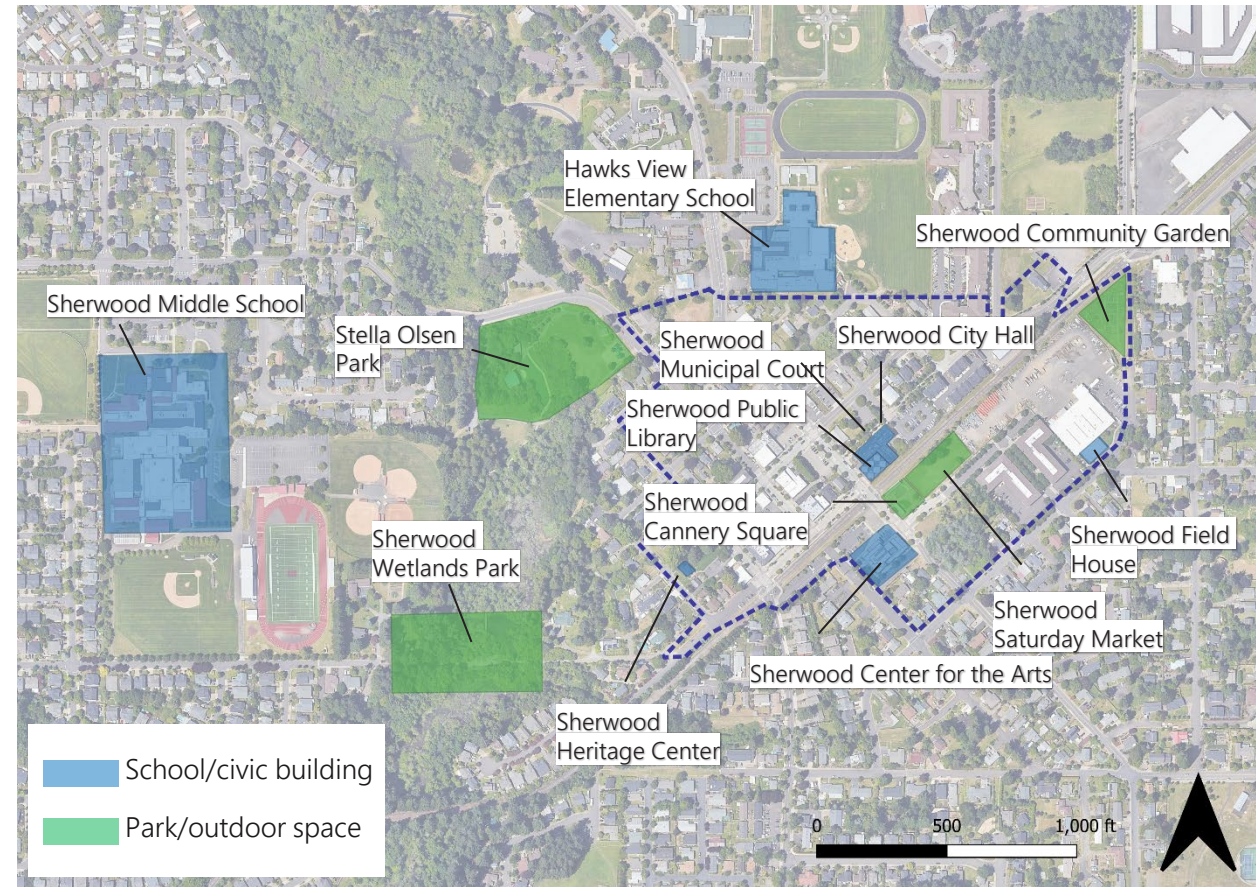 Hawks View
Elementary School
Sherwood Community Garden
Sherwood Middle School
Stella Olsen
Park
Sherwood
Municipal Court
Sherwood City Hall
Sherwood Public
Library
Sherwood
Cannery Square
Sherwood
Wetlands Park
Sherwood Field
House
Sherwood
Saturday Market
Sherwood Center for the Arts
Sherwood
Heritage Center
School/civic building
Park/outdoor space
0 500 1,000 ft